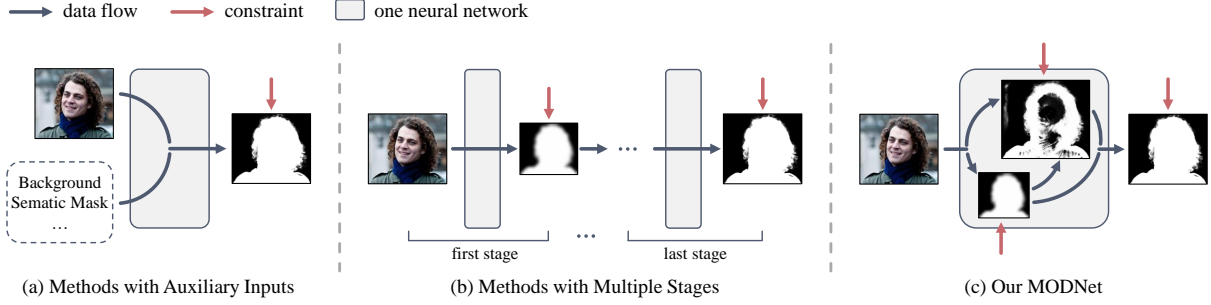 data flow
constraint
one neural network
Background
Sematic Mask
...
(a) Methods with Auxiliary Inputs
...
first stage
...
last stage
(b) Methods with Multiple Stages
(c) Our MODNet